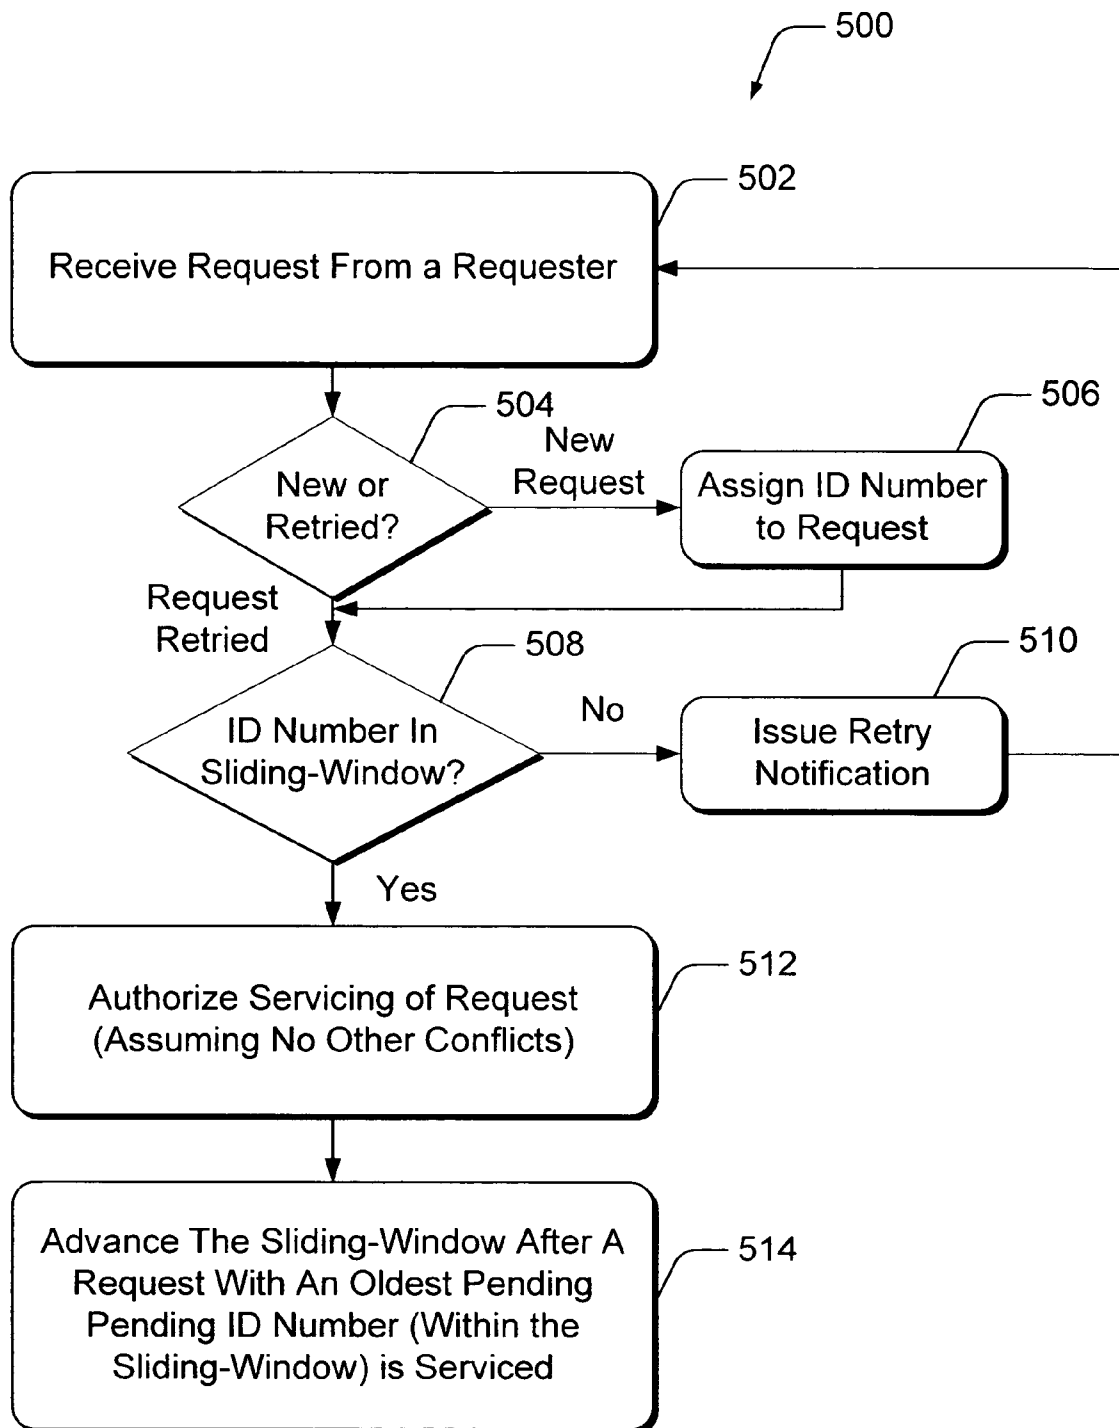 500
502
Receive Request From a Requester
504
506
New
Request
New or
Retried?
Assign ID Number
to Request
Request
Retried
508
510
No
ID Number In
Sliding-Window?
Issue Retry
Notification
Yes
512
Authorize Servicing of Request
(Assuming No Other Conflicts)
514
Advance The Sliding-Window After A
Request With An Oldest Pending
Pending ID Number (Within the
Sliding-Window) is Serviced